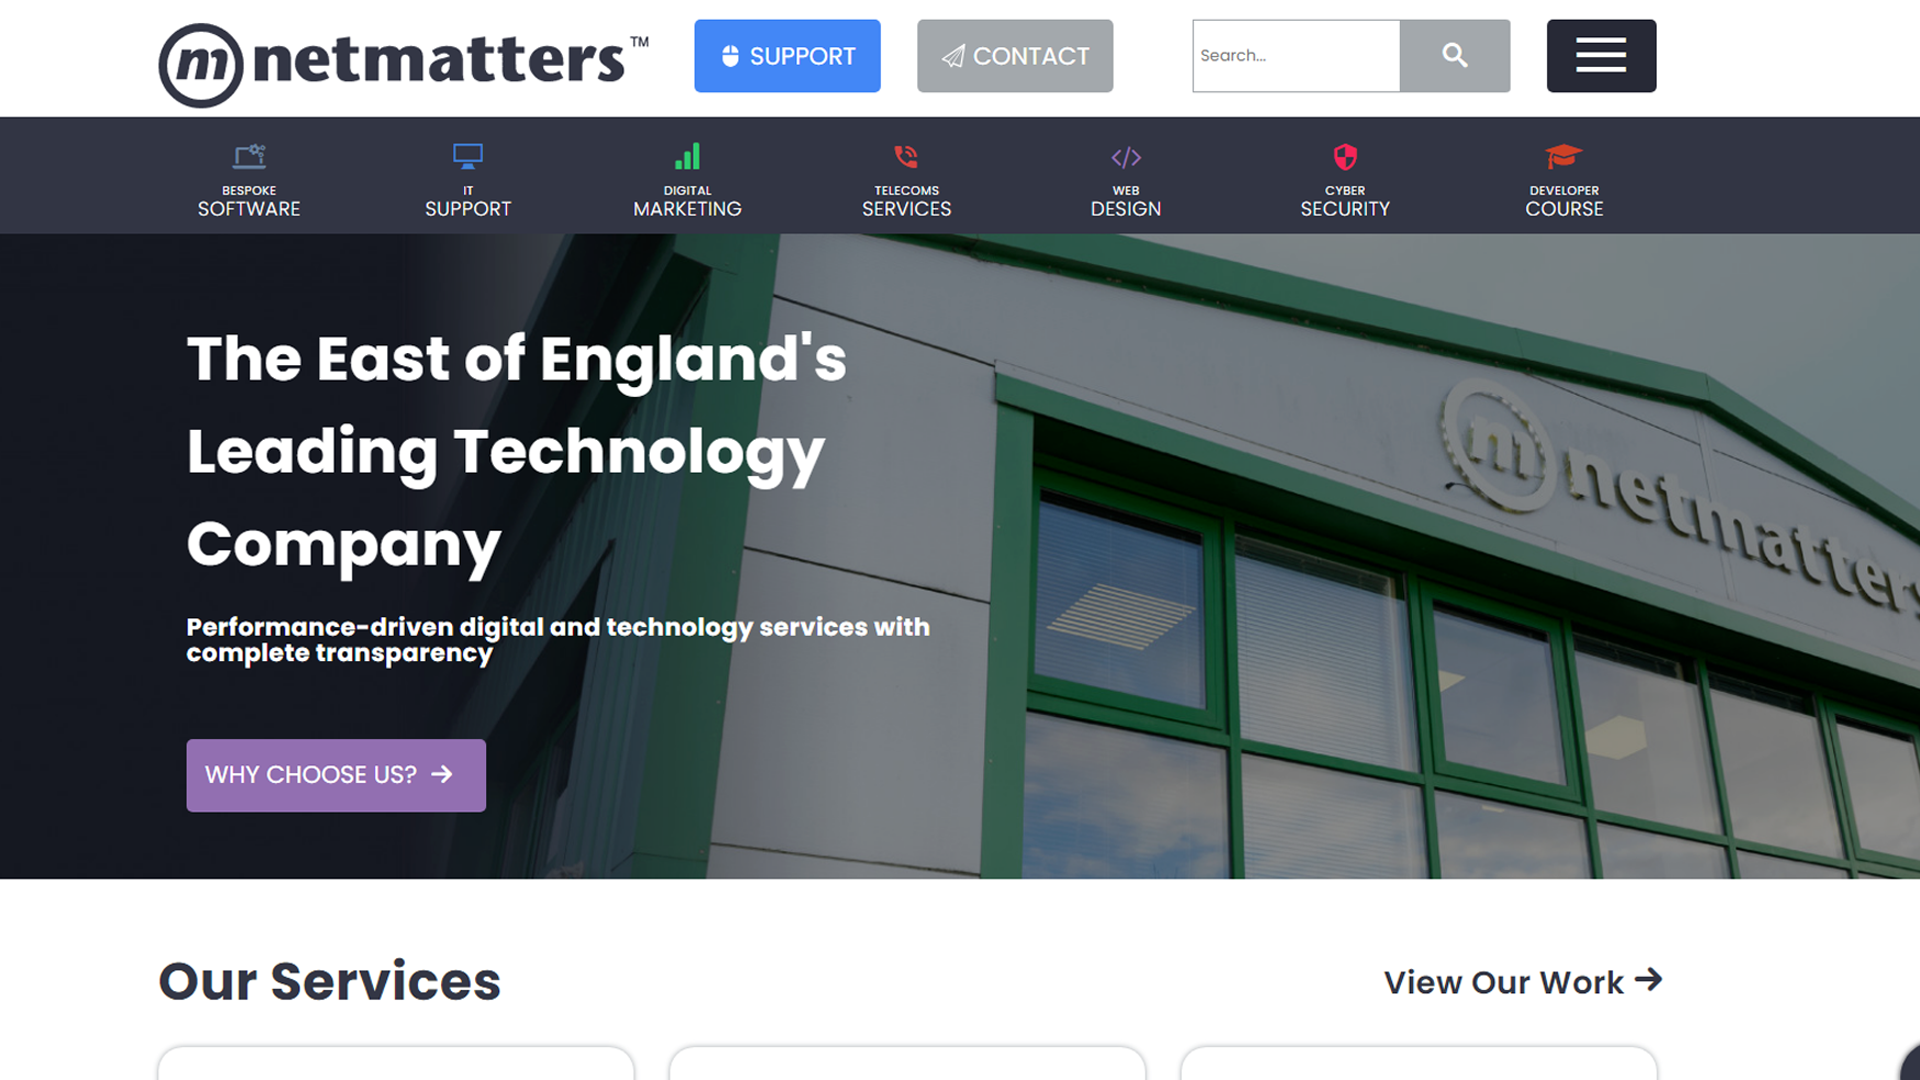 m netmatters™
SUPPORT
CONTACT
Search...
BESPOKE
SOFTWARE
IT
SUPPORT
DIGITAL
MARKETING
TELECOMS
SERVICES
WEB
DESIGN
CYBER
SECURITY
DEVELOPER
COURSE
The East of England's
Leading Technology
Company
m netmatters
Performance-driven digital and technology services with
complete transparency
WHY CHOOSE US?
Our Services
View Our Work